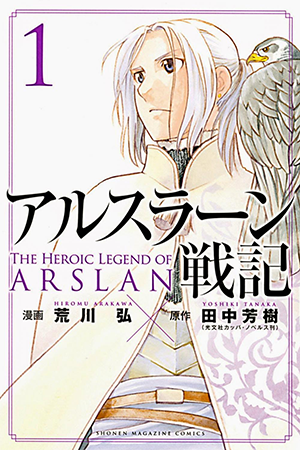 1
アルスラーン
THE HEROIC LEGEND OF
ARSLAN
戦記
HIROMU ARAKAWA
漫画 荒川 弘
YOSHIKI TANAKA
原作 田中芳樹
(光文社カッパ・ノベルス刊)
SHONEN MAGAZINE COMICS